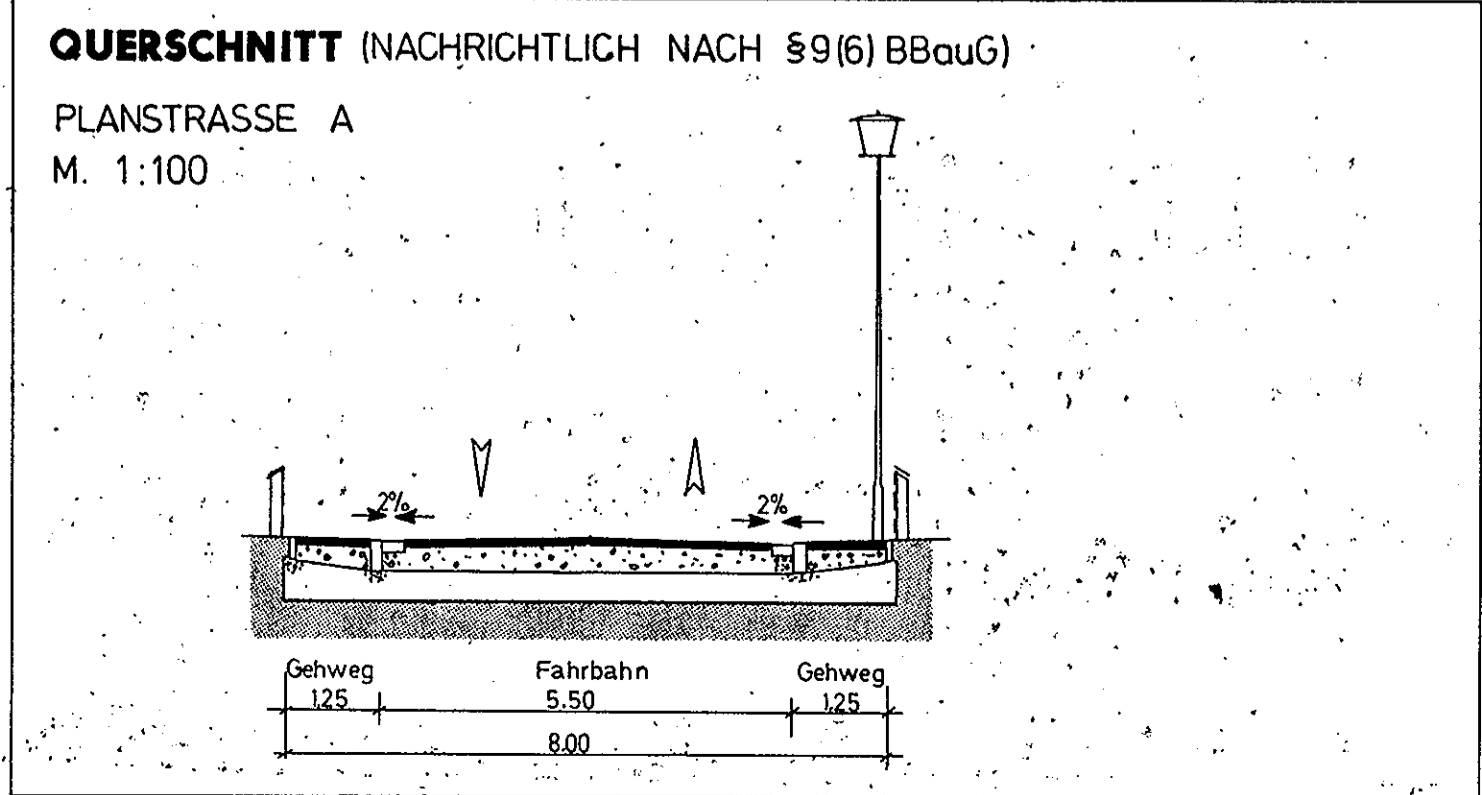 QUERSCHNITT (NACHRICHTLICH NACH §9(6) BBauG)
PLANSTRASSE A
M. 1:100
2% 2%
Gehweg Fahrbahn Gehweg
1.25 5.50 1.25
8.00